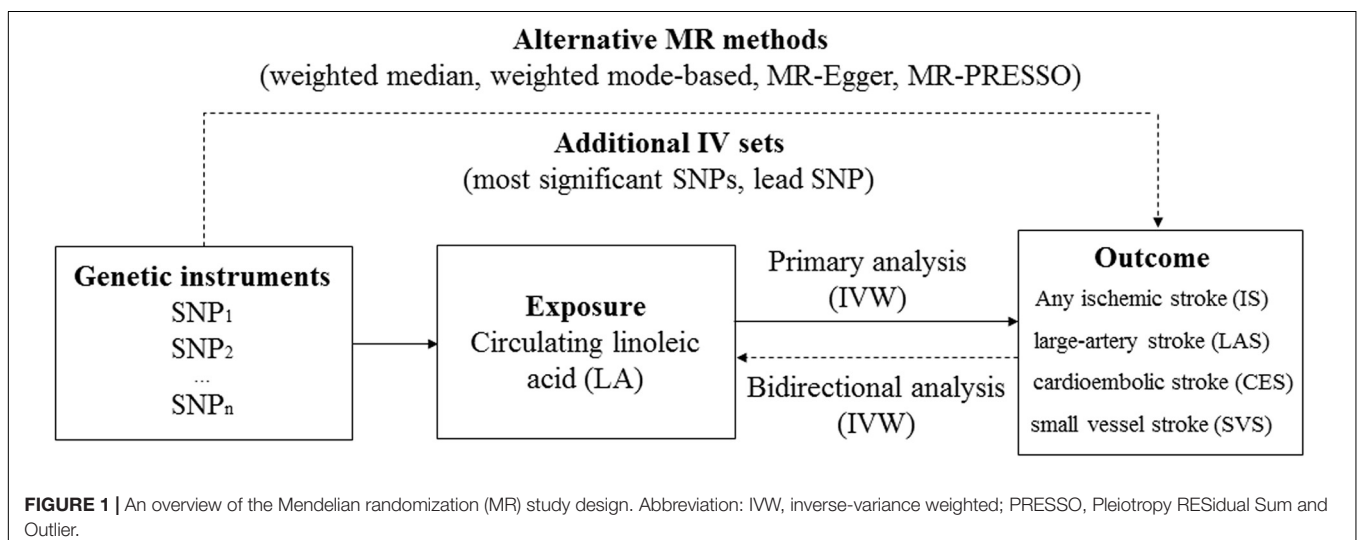 Alternative MR methods
(weighted median, weighted mode-based, MR-Egger, MR-PRESSO)
Additional IV sets
(most significant SNPs, lead SNP)
Genetic instruments
SNP1
SNP2
...
SNPn
Exposure
Circulating linoleic
acid (LA)
Primary analysis
(IVW)
Bidirectional analysis
(IVW)
Outcome
Any ischemic stroke (IS)
large-artery stroke (LAS)
cardioembolic stroke (CES)
small vessel stroke (SVS)
FIGURE 1 | An overview of the Mendelian randomization (MR) study design. Abbreviation: IVW, inverse-variance weighted; PRESSO, Pleiotropy RESidual Sum and
Outlier.